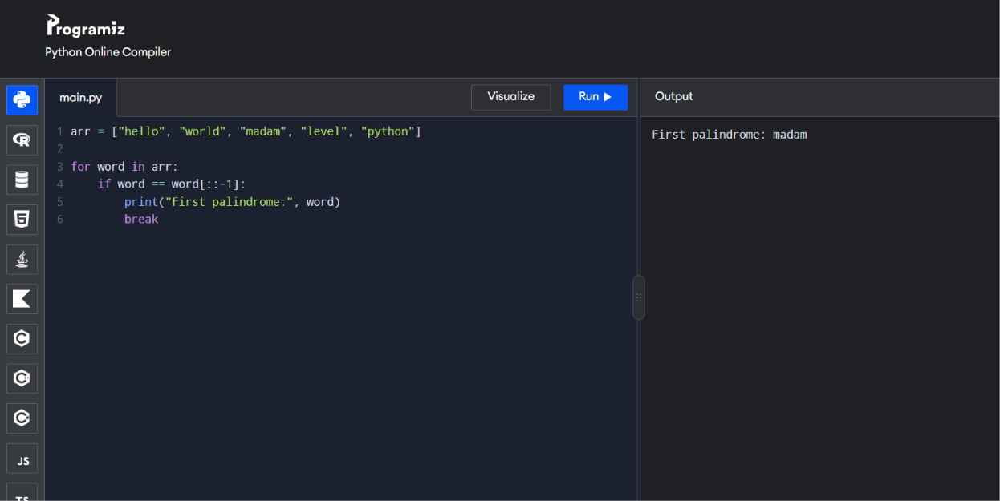 Programiz
Python Online Compiler
main.py
Visualize
Run
Output
1 arr = ["hello", "world", "madam", "level", "python"]
2
3 for word in arr:
4     if word == word[::-1]:
5         print("First palindrome:", word)
6         break
First palindrome: madam
R
5
C
C
C
JS
TS